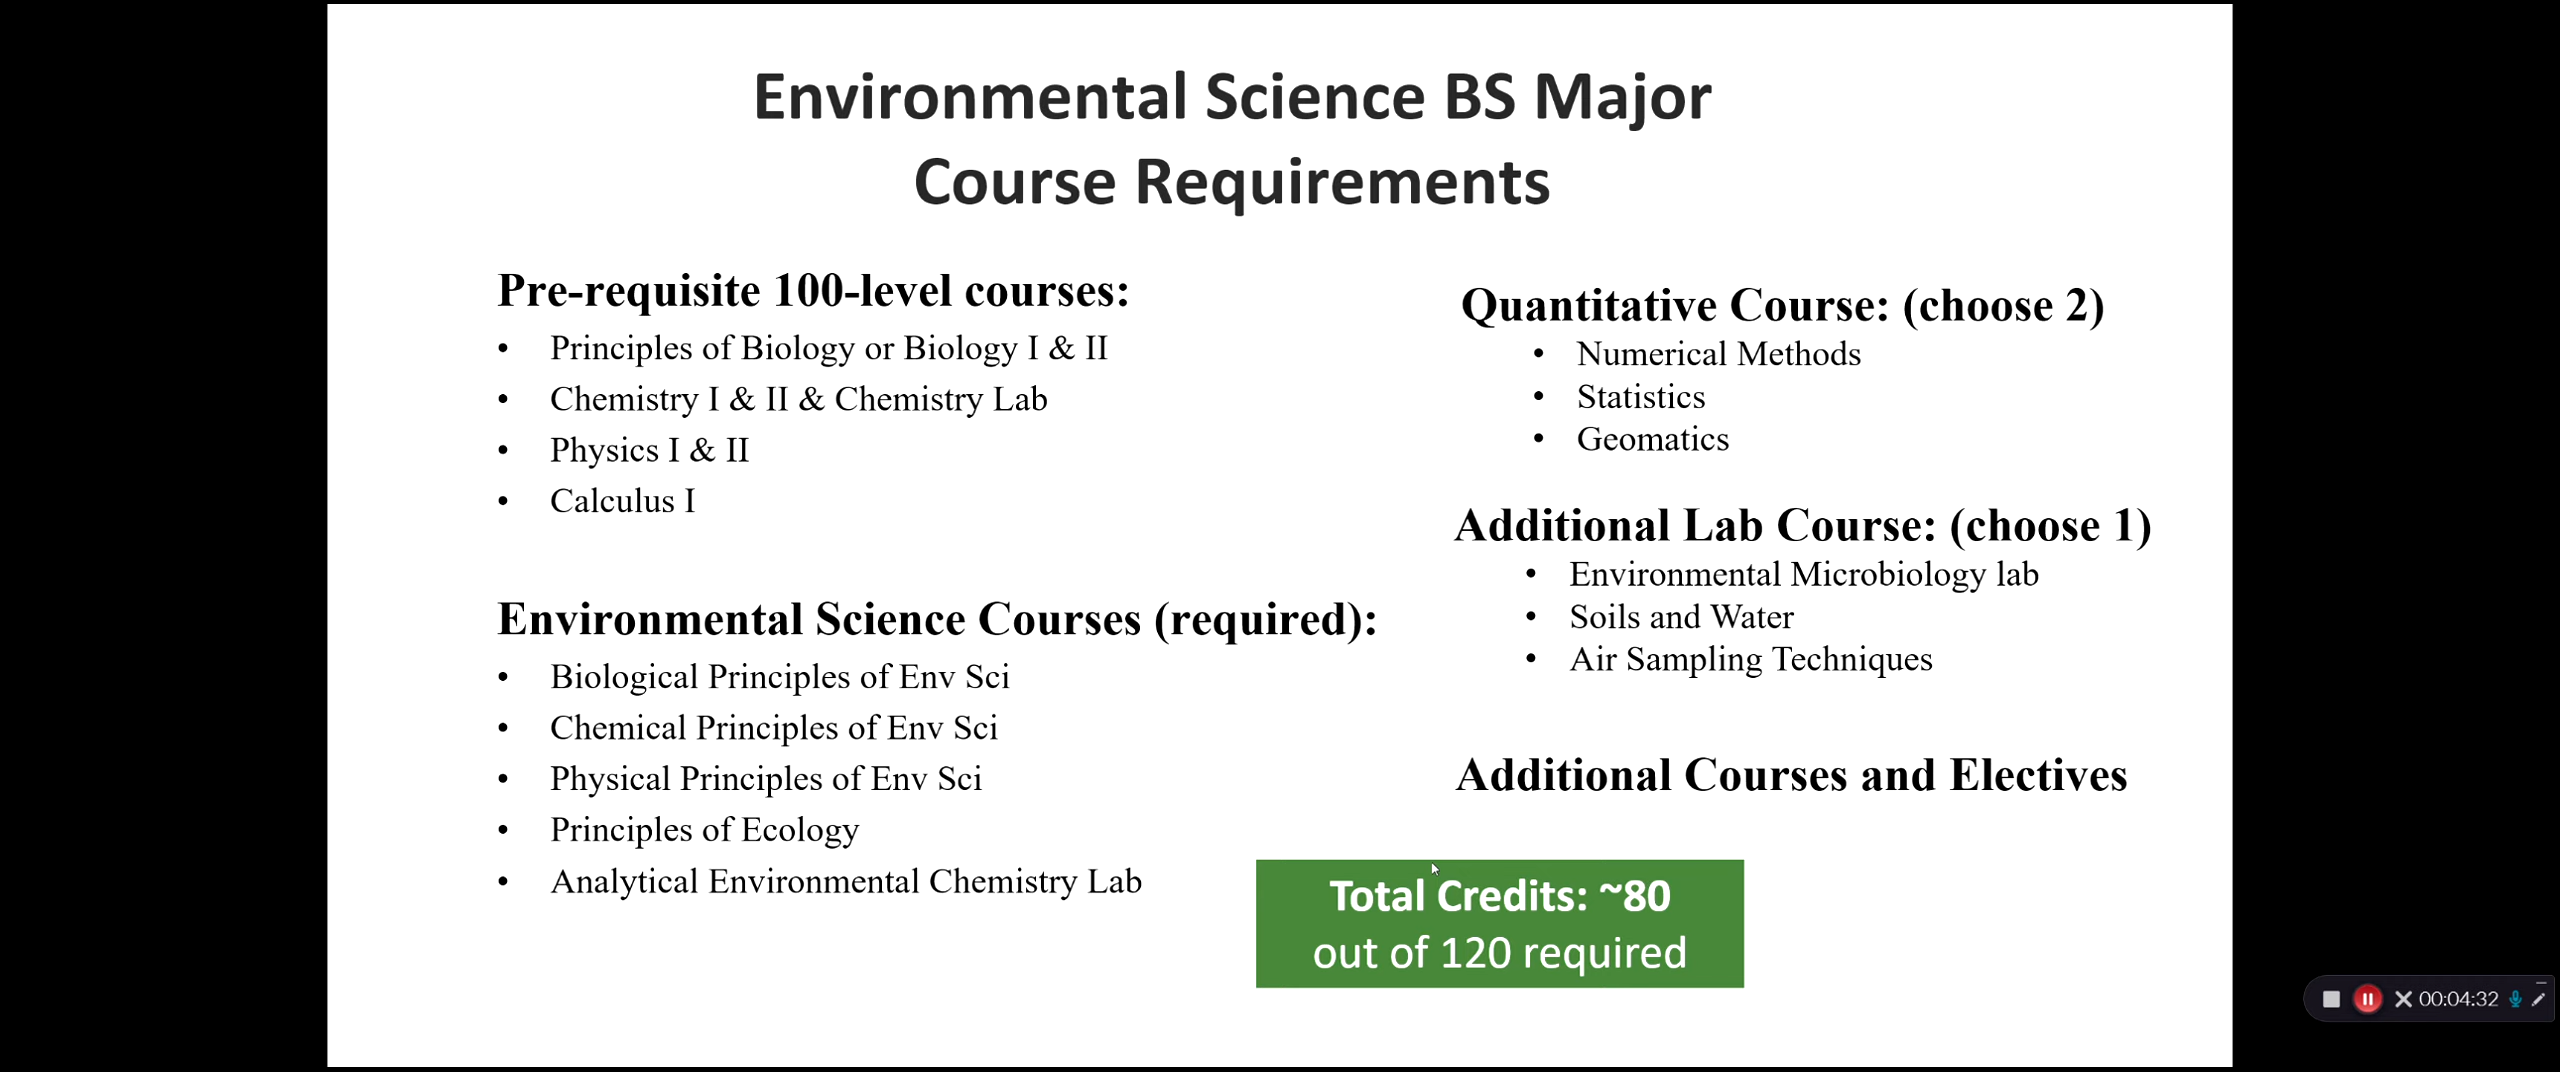 Environmental Science BS Major
Course Requirements
Pre-requisite 100-level courses:
• Principles of Biology or Biology I & II
• Chemistry I & II & Chemistry Lab
• Physics I & II
• Calculus I
Environmental Science Courses (required):
• Biological Principles of Env Sci
• Chemical Principles of Env Sci
• Physical Principles of Env Sci
• Principles of Ecology
• Analytical Environmental Chemistry Lab
Quantitative Course: (choose 2)
• Numerical Methods
• Statistics
• Geomatics
Additional Lab Course: (choose 1)
• Environmental Microbiology lab
• Soils and Water
• Air Sampling Techniques
Additional Courses and Electives
Total Credits: ~80
out of 120 required
00:04:32